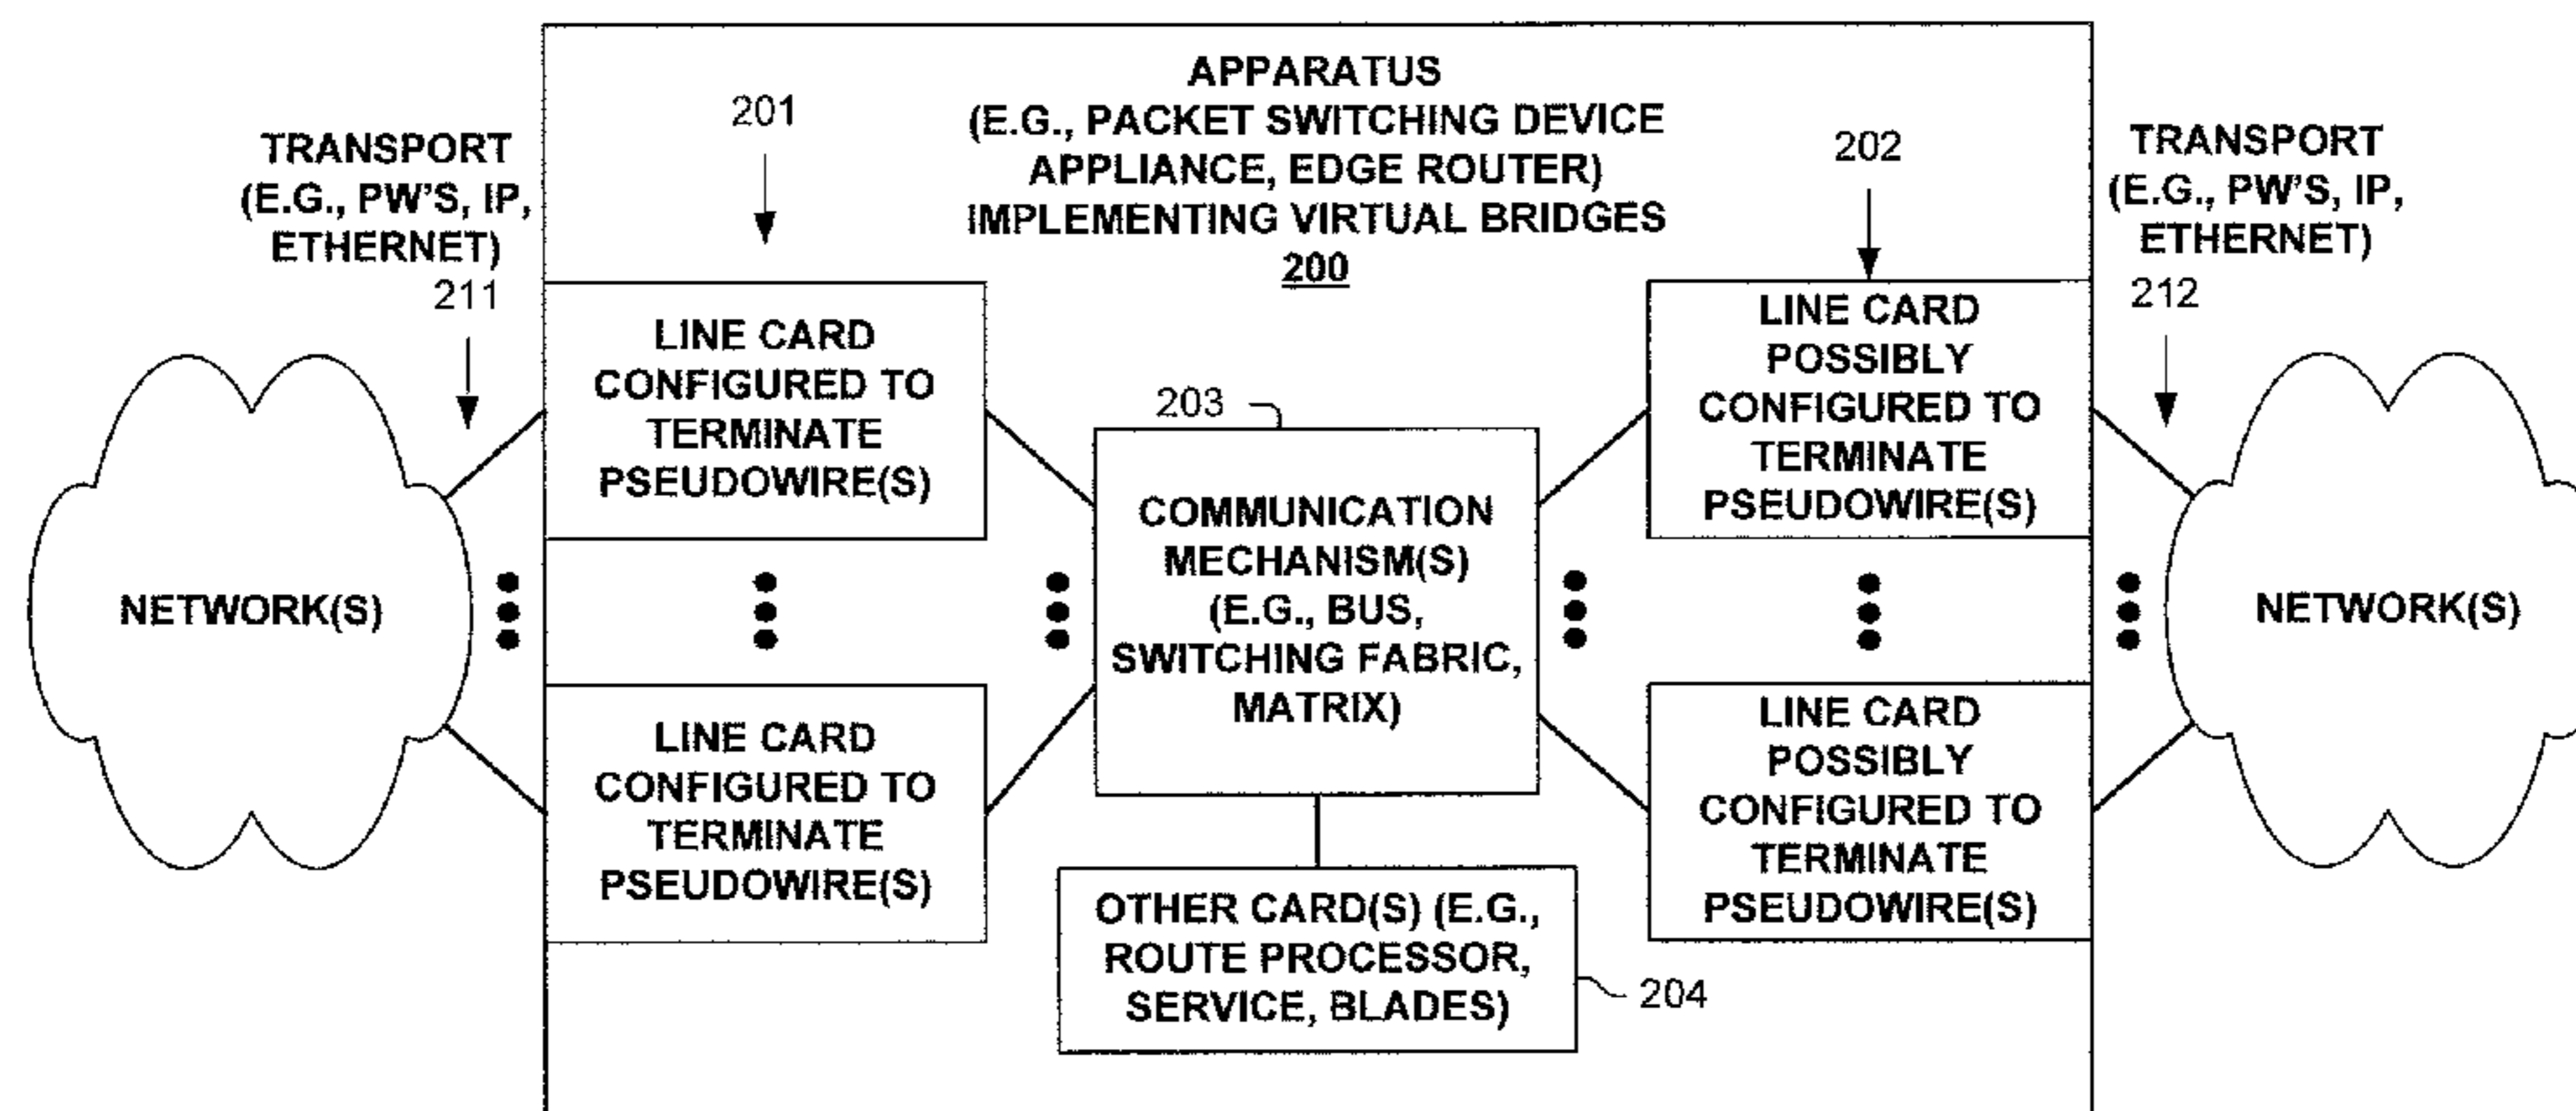 APPARATUS
(E.G., PACKET SWITCHING DEVICE
APPLIANCE, EDGE ROUTER)
IMPLEMENTING VIRTUAL BRIDGES
200
TRANSPORT
(E.G., PW'S, IP,
ETHERNET)
211
201
202
TRANSPORT
(E.G., PW'S, IP,
ETHERNET)
212
NETWORK(S)
LINE CARD
CONFIGURED TO
TERMINATE
PSEUDOWIRE(S)
LINE CARD
CONFIGURED TO
TERMINATE
PSEUDOWIRE(S)
203
COMMUNICATION
MECHANISM(S)
(E.G., BUS,
SWITCHING FABRIC,
MATRIX)
OTHER CARD(S) (E.G.,
ROUTE PROCESSOR,
SERVICE, BLADES)
204
LINE CARD
POSSIBLY
CONFIGURED TO
TERMINATE
PSEUDOWIRE(S)
LINE CARD
POSSIBLY
CONFIGURED TO
TERMINATE
PSEUDOWIRE(S)
NETWORK(S)